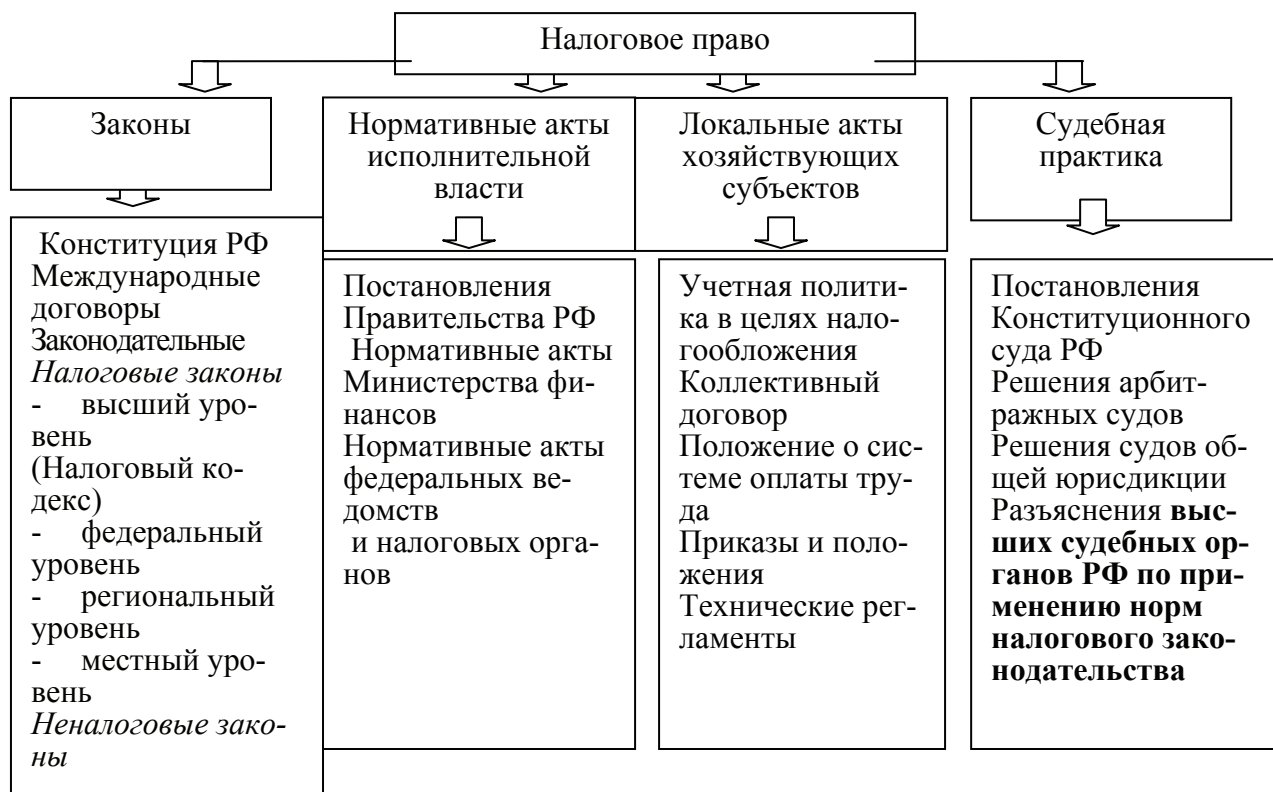 Налоговое право
Законы
Нормативные акты
исполнительной
власти
Локальные акты
хозяйствующих
субъектов
Судебная
практика
Конституция РФ
Международные
договоры
Законодательные
Налоговые законы
- высший уро-
вень
(Налоговый ко-
декс)
- федеральный
уровень
- региональный
уровень
- местный уро-
вень
Неналоговые зако-
ны
Постановления
Правительства РФ
Нормативные акты
Министерства фи-
нансов
Нормативные акты
федеральных ве-
домств
и налоговых орга-
нов
Учетная полити-
ка в целях нало-
гообложения
Коллективный
договор
Положение о сис-
теме оплаты тру-
да
Приказы и поло-
жения
Технические рег-
ламенты
Постановления
Конституционного
суда РФ
Решения арбит-
ражных судов
Решения судов об-
щей юрисдикции
Разъяснения выс-
ших судебных ор-
ганов РФ по при-
менению норм
налогового зако-
нодательства